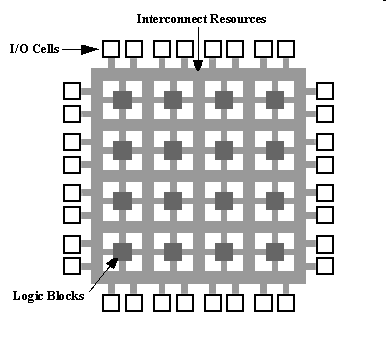 Interconnect Resources
I/O Cells
Logic Blocks